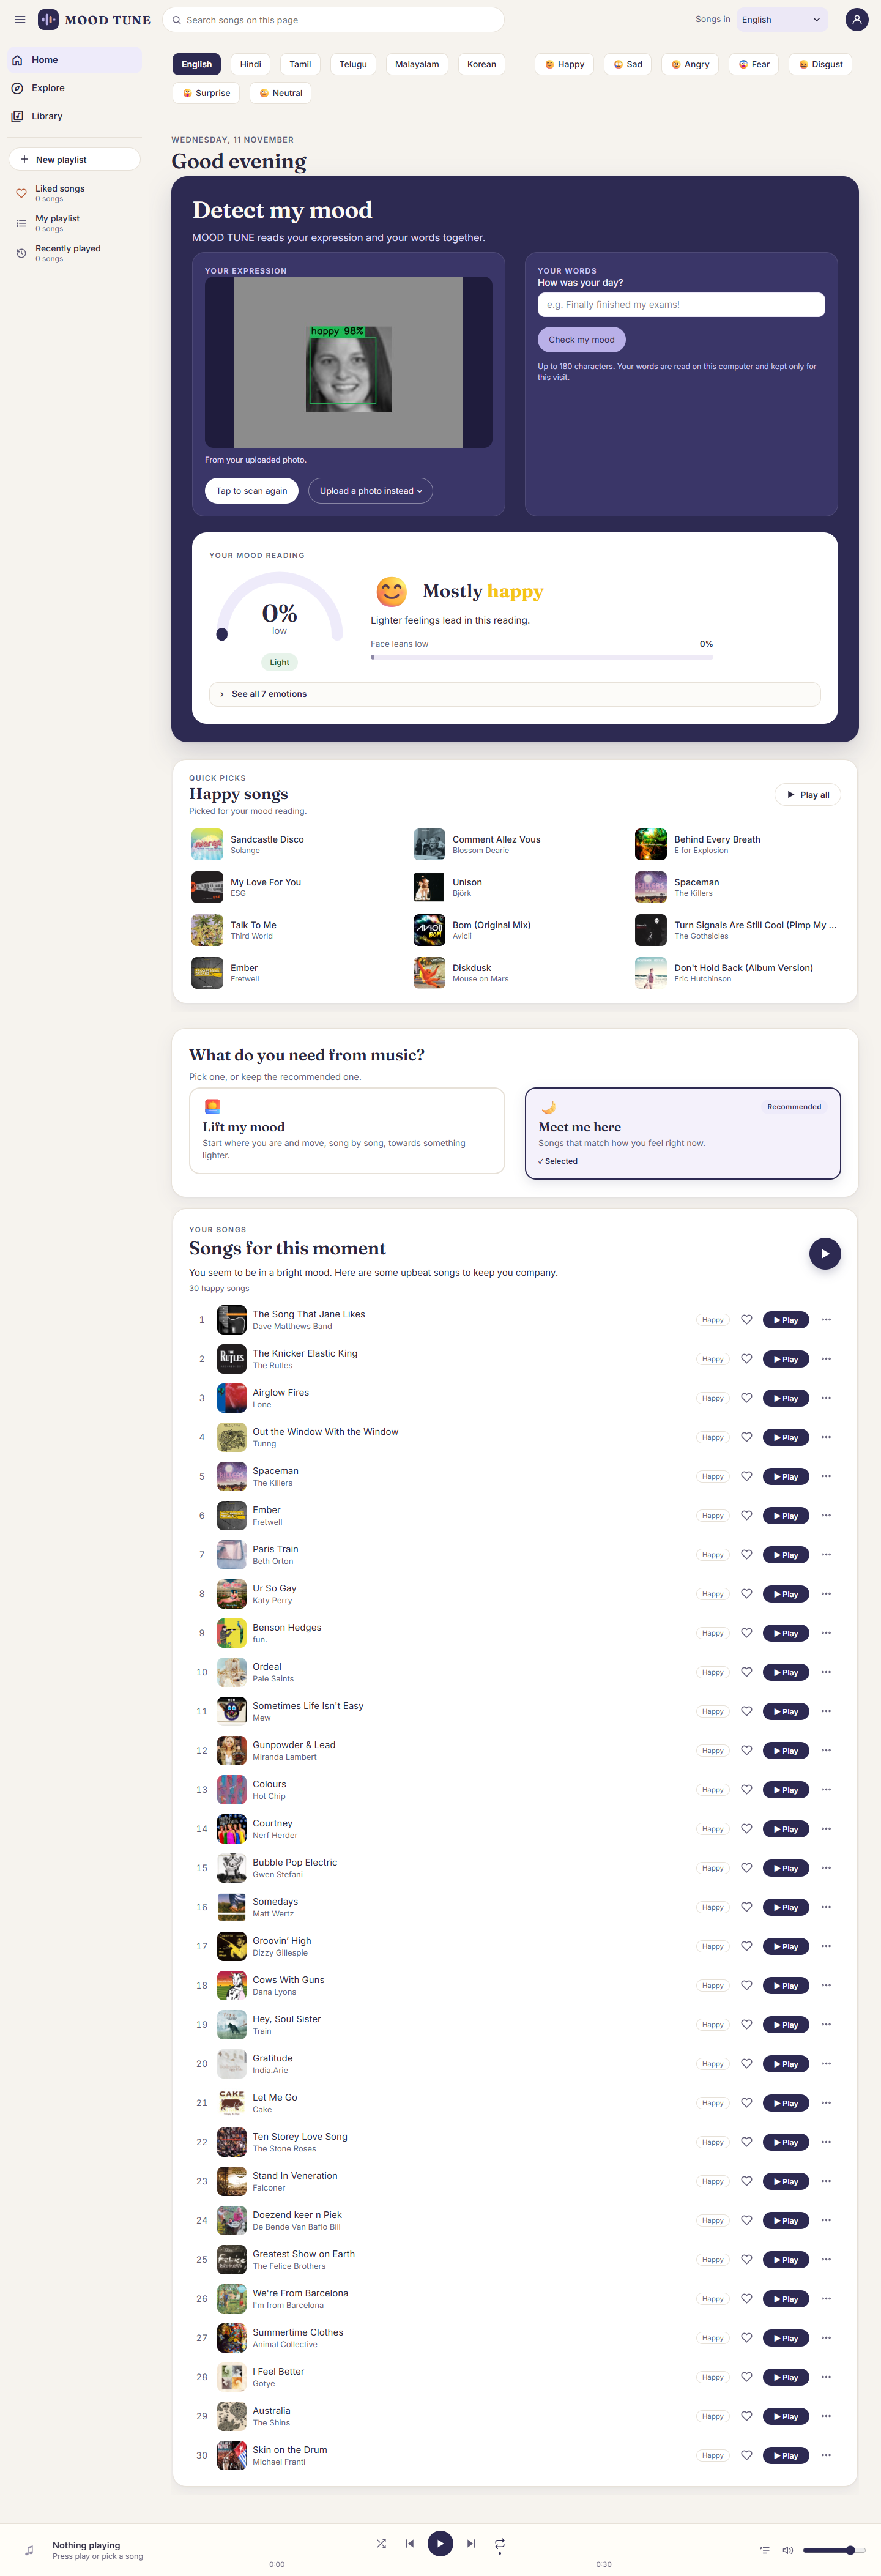 MOOD TUNE
Search songs on this page
Songs in
English
Home
Explore
Library
New playlist
Liked songs
0 songs
My playlist
0 songs
Recently played
0 songs
English
Hindi
Tamil
Telugu
Malayalam
Korean
Happy
Sad
Angry
Fear
Disgust
Surprise
Neutral
WEDNESDAY, 11 NOVEMBER
Good evening
Detect my mood
MOOD TUNE reads your expression and your words together.
YOUR EXPRESSION
happy 98%
From your uploaded photo.
Tap to scan again
Upload a photo instead
YOUR WORDS
How was your day?
e.g. Finally finished my exams!
Check my mood
Up to 180 characters. Your words are read on this computer and kept only for
this visit.
YOUR MOOD READING
0%
low
Light
Mostly happy
Lighter feelings lead in this reading.
Face leans low
0%
See all 7 emotions
QUICK PICKS
Happy songs
Picked for your mood reading.
Play all
Sandcastle Disco
Solange
Comment Allez Vous
Blossom Dearie
Behind Every Breath
E for Explosion
My Love For You
ESG
Unison
Björk
Spaceman
The Killers
Talk To Me
Third World
Bom (Original Mix)
Avicii
Turn Signals Are Still Cool (Pimp My ...
The Gothsicles
Ember
Fretwell
Diskdusk
Mouse on Mars
Don't Hold Back (Album Version)
Eric Hutchinson
What do you need from music?
Pick one, or keep the recommended one.
Lift my mood
Start where you are and move, song by song, towards something
lighter.
Recommended
Meet me here
Songs that match how you feel right now.
✓ Selected
YOUR SONGS
Songs for this moment
You seem to be in a bright mood. Here are some upbeat songs to keep you company.
30 happy songs
1
The Song That Jane Likes
Dave Matthews Band
Happy
Play
2
The Knicker Elastic King
The Rutles
Happy
Play
3
Airglow Fires
Lone
Happy
Play
4
Out the Window With the Window
Tunng
Happy
Play
5
Spaceman
The Killers
Happy
Play
6
Ember
Fretwell
Happy
Play
7
Paris Train
Beth Orton
Happy
Play
8
Ur So Gay
Katy Perry
Happy
Play
9
Benson Hedges
fun.
Happy
Play
10
Ordeal
Pale Saints
Happy
Play
11
Sometimes Life Isn't Easy
Mew
Happy
Play
12
Gunpowder & Lead
Miranda Lambert
Happy
Play
13
Colours
Hot Chip
Happy
Play
14
Courtney
Nerf Herder
Happy
Play
15
Bubble Pop Electric
Gwen Stefani
Happy
Play
16
Somedays
Matt Wertz
Happy
Play
17
Groovin' High
Dizzy Gillespie
Happy
Play
18
Cows With Guns
Dana Lyons
Happy
Play
19
Hey, Soul Sister
Train
Happy
Play
20
Gratitude
India.Arie
Happy
Play
21
Let Me Go
Cake
Happy
Play
22
Ten Storey Love Song
The Stone Roses
Happy
Play
23
Stand In Veneration
Falconer
Happy
Play
24
Doezend keer n Piek
De Bende Van Baflo Bill
Happy
Play
25
Greatest Show on Earth
The Felice Brothers
Happy
Play
26
We're From Barcelona
I'm from Barcelona
Happy
Play
27
Summertime Clothes
Animal Collective
Happy
Play
28
I Feel Better
Gotye
Happy
Play
29
Australia
The Shins
Happy
Play
30
Skin on the Drum
Michael Franti
Happy
Play
Nothing playing
Press play or pick a song
0:00
0:30